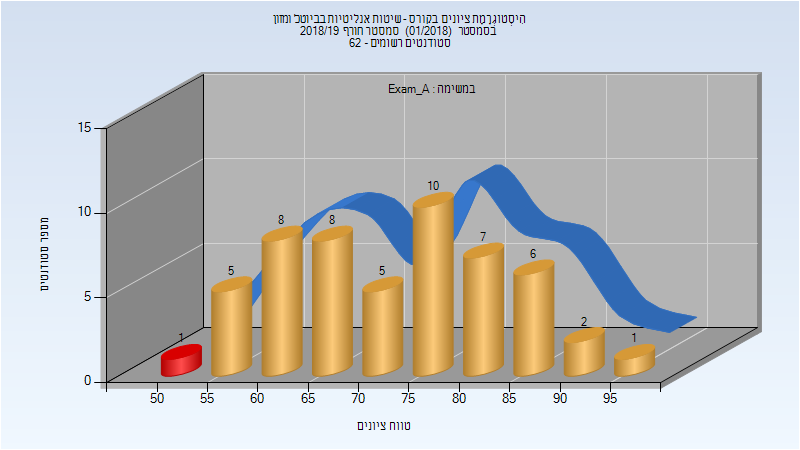 היסטוגרמת ציונים בקורס - שיטות אנליטיות בביוטכ' ומזון
בסמסטר (01/2018) סמסטר חורף 2018/19
סטודנטים רשומים - 62
במשימה : Exam_A
15
10
5
0
מספר סטודנטים
1
5
8
8
5
10
7
6
2
1
50 55 60 65 70 75 80 85 90 95
טווח ציונים